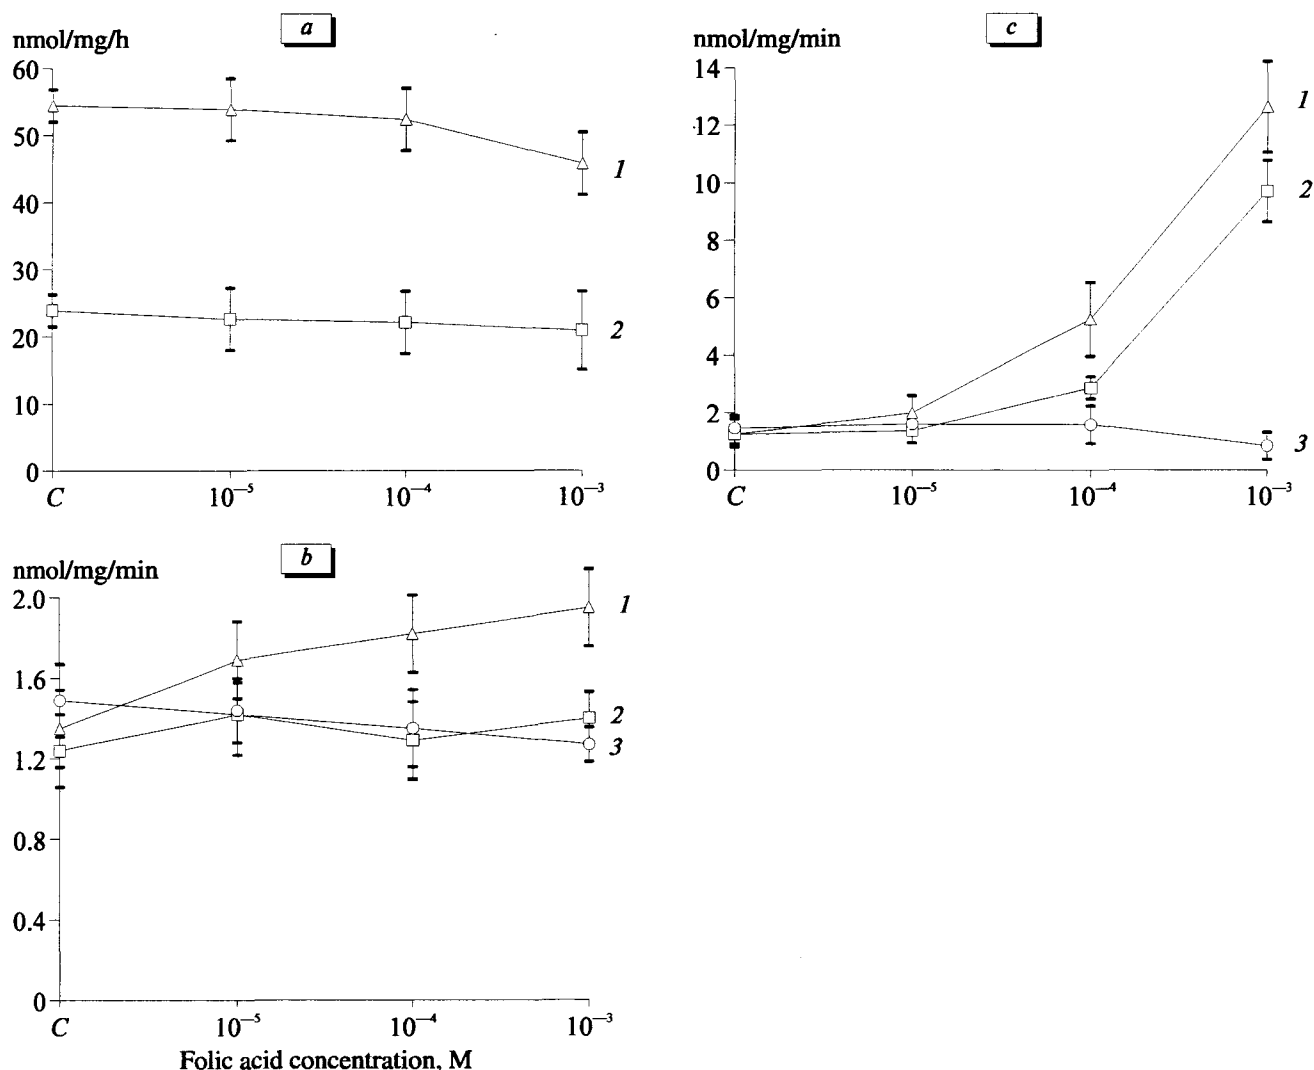 a
nmol/mg/h
60
50
40
30
20
10
0
1
2
C 10⁻⁵ 10⁻⁴ 10⁻³
c
nmol/mg/min
14
12
10
8
6
4
2
0
1
2
3
C 10⁻⁵ 10⁻⁴ 10⁻³
b
nmol/mg/min
2.0
1.6
1.2
0.8
0.4
0
1
2
3
C 10⁻⁵ 10⁻⁴ 10⁻³
Folic acid concentration, M